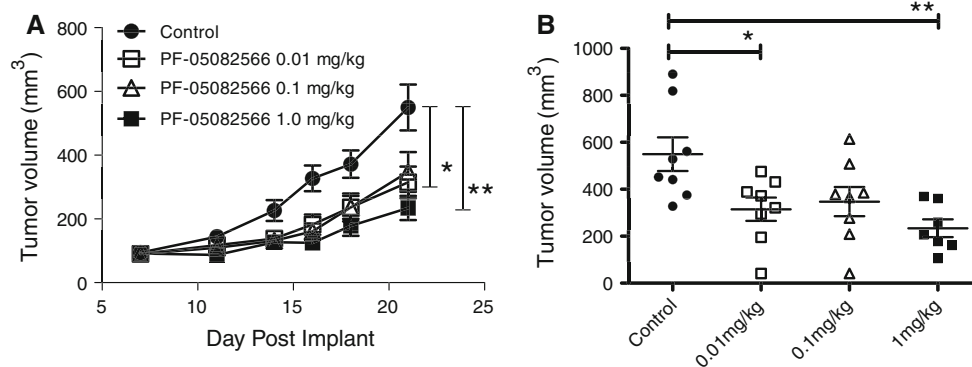 A
Tumor volume (mm³)
800
600
400
200
0
5
10
15
20
25
Day Post Implant
Control
PF-05082566 0.01 mg/kg
PF-05082566 0.1 mg/kg
PF-05082566 1.0 mg/kg
*
**
B
Tumor volume (mm³)
1000
800
600
400
200
0
*
**
Control
0.01mg/kg
0.1mg/kg
1mg/kg